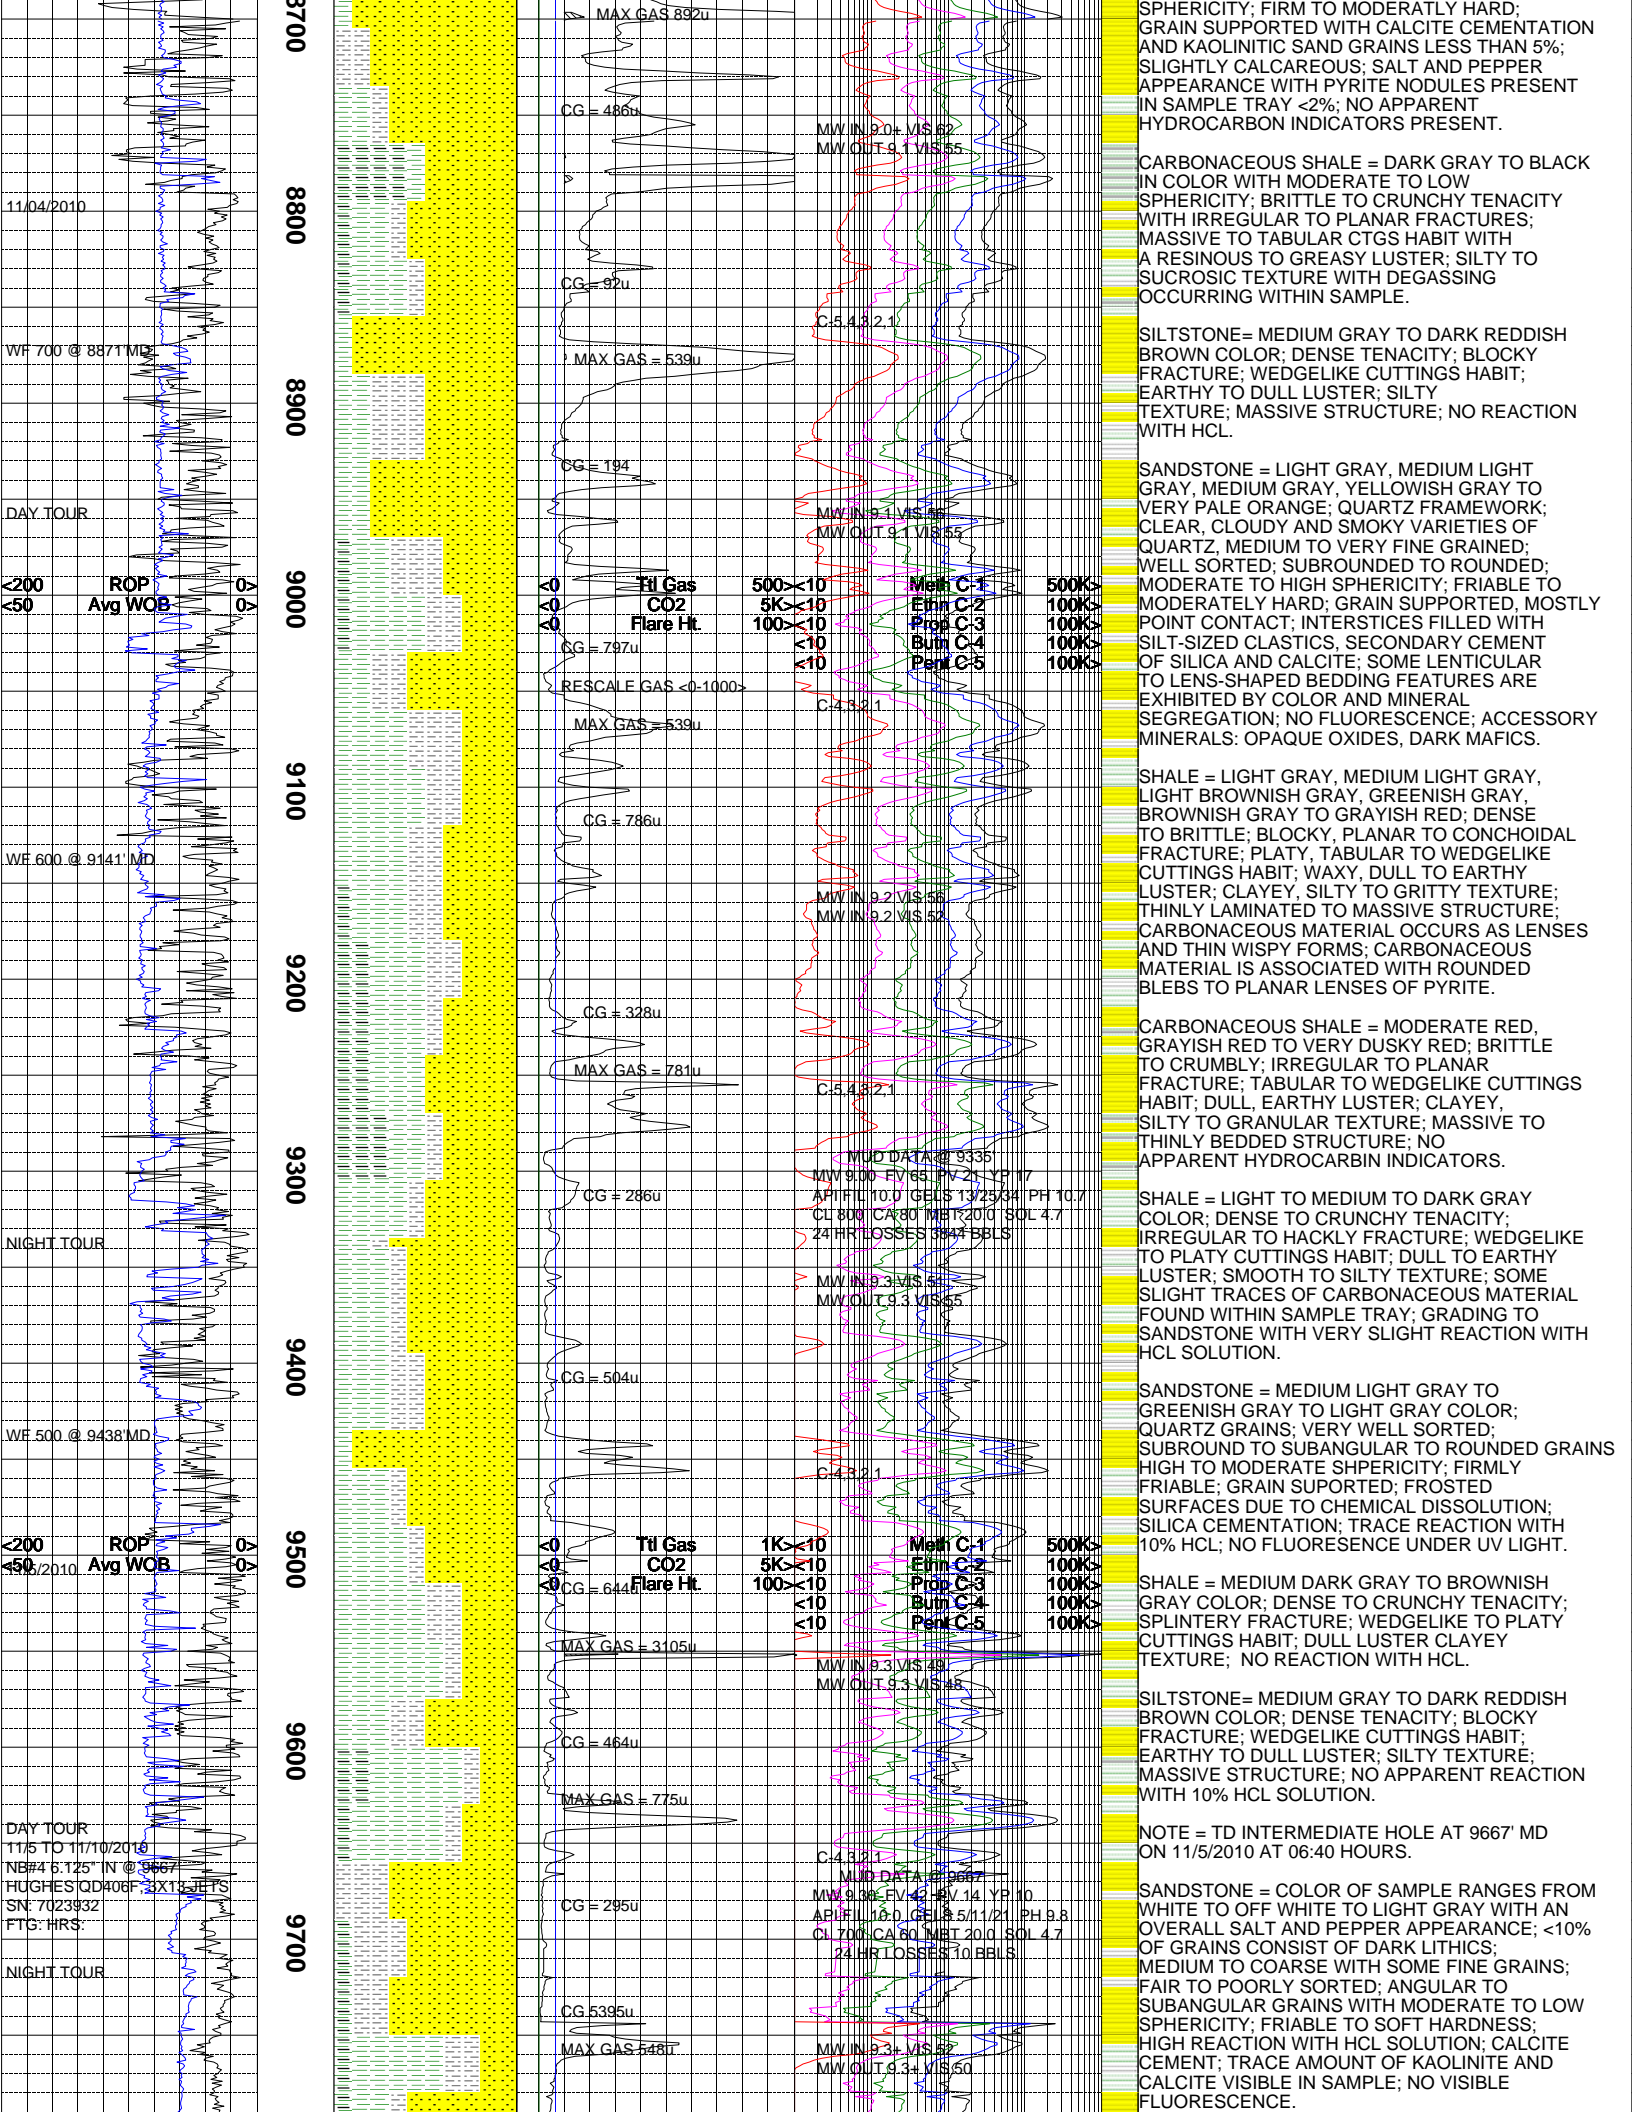 11/04/2010
WF 700 @ 8871'MD
DAY TOUR
<200 ROP 0>
<50 Avg WOB 0>
WF 600 @ 9141' MD
NIGHT TOUR
WF 500 @ 9438'MD
<200 ROP 0>
<50 Avg WOB 0>
DAY TOUR
11/5 TO 11/10/2010
NB#4 6.125" IN @ 9667'
HUGHES QD406F, 3X13 JETS
SN: 7023932
FTG: HRS:
NIGHT TOUR
8700
8800
8900
9000
9100
9200
9300
9400
9500
9600
9700
MAX GAS 892u
CG = 486u
CG = 92u
MAX GAS = 539u
CG = 194
<0 Ttl Gas 500>
<0 CO2 5K>
<0 Flare Ht. 100>
CG = 797u
RESCALE GAS <0-1000>
MAX GAS = 539u
CG = 786u
CG = 328u
MAX GAS = 781u
CG = 286u
CG = 504u
<0 Ttl Gas 1K>
<0 CO2 5K>
<0 Flare Ht. 100>
CG = 644u
MAX GAS = 3105u
CG = 464u
MAX GAS = 775u
CG = 295u
CG 5395u
MAX GAS 548u
MW IN 9.0+ VIS 62
MW OUT 9.1 VIS 55
C-5,4,3,2,1
MW IN 9.1 VIS 56
MW OUT 9.1 VIS 55
<10 Meth C-1 500K>
<10 Ethn C-2 100K>
<10 Prop C-3 100K>
<10 Butn C-4 100K>
<10 Pent C-5 100K>
C-4,3,2,1
MW IN 9.2 VIS 56
MW IN 9.2 VIS 52
C-5,4,3,2,1
MUD DATA @ 9335'
MW 9.00 FV 65 PV 21 YP 17
API FIL 10.0 GELS 13/25/34 PH 10.7
CL 800 CA 80 MBT 20.0 SOL 4.7
24 HR LOSSES 3844 BBLS
MW IN 9.3 VIS 51
MW OUT 9.3 VIS 55
C-4,3,2,1
<10 Meth C-1 500K>
<10 Ethn C-2 100K>
<10 Prop C-3 100K>
<10 Butn C-4 100K>
<10 Pent C-5 100K>
MW IN 9.3 VIS 49
MW OUT 9.3 VIS 48
C-4,3,2,1
MUD DATA @ 9667'
MW 9.30 FV 42 PV 14 YP 10
API FIL 10.0 GELS 5/11/21 PH 9.8
CL 700 CA 60 MBT 20.0 SOL 4.7
24 HR LOSSES 10 BBLS
MW IN 9.3+ VIS 52
MW OUT 9.3+ VIS 50
SPHERICITY; FIRM TO MODERATLY HARD;
GRAIN SUPPORTED WITH CALCITE CEMENTATION
AND KAOLINITIC SAND GRAINS LESS THAN 5%;
SLIGHTLY CALCAREOUS; SALT AND PEPPER
APPEARANCE WITH PYRITE NODULES PRESENT
IN SAMPLE TRAY <2%; NO APPARENT
HYDROCARBON INDICATORS PRESENT.
CARBONACEOUS SHALE = DARK GRAY TO BLACK
IN COLOR WITH MODERATE TO LOW
SPHERICITY; BRITTLE TO CRUNCHY TENACITY
WITH IRREGULAR TO PLANAR FRACTURES;
MASSIVE TO TABULAR CTGS HABIT WITH
A RESINOUS TO GREASY LUSTER; SILTY TO
SUCROSIC TEXTURE WITH DEGASSING
OCCURRING WITHIN SAMPLE.
SILTSTONE= MEDIUM GRAY TO DARK REDDISH
BROWN COLOR; DENSE TENACITY; BLOCKY
FRACTURE; WEDGELIKE CUTTINGS HABIT;
EARTHY TO DULL LUSTER; SILTY
TEXTURE; MASSIVE STRUCTURE; NO REACTION
WITH HCL.
SANDSTONE = LIGHT GRAY, MEDIUM LIGHT
GRAY, MEDIUM GRAY, YELLOWISH GRAY TO
VERY PALE ORANGE; QUARTZ FRAMEWORK;
CLEAR, CLOUDY AND SMOKY VARIETIES OF
QUARTZ, MEDIUM TO VERY FINE GRAINED;
WELL SORTED; SUBROUNDED TO ROUNDED;
MODERATE TO HIGH SPHERICITY; FRIABLE TO
MODERATELY HARD; GRAIN SUPPORTED, MOSTLY
POINT CONTACT; INTERSTICES FILLED WITH
SILT-SIZED CLASTICS, SECONDARY CEMENT
OF SILICA AND CALCITE; SOME LENTICULAR
TO LENS-SHAPED BEDDING FEATURES ARE
EXHIBITED BY COLOR AND MINERAL
SEGREGATION; NO FLUORESCENCE; ACCESSORY
MINERALS: OPAQUE OXIDES, DARK MAFICS.
SHALE = LIGHT GRAY, MEDIUM LIGHT GRAY,
LIGHT BROWNISH GRAY, GREENISH GRAY,
BROWNISH GRAY TO GRAYISH RED; DENSE
TO BRITTLE; BLOCKY, PLANAR TO CONCHOIDAL
FRACTURE; PLATY, TABULAR TO WEDGELIKE
CUTTINGS HABIT; WAXY, DULL TO EARTHY
LUSTER; CLAYEY, SILTY TO GRITTY TEXTURE;
THINLY LAMINATED TO MASSIVE STRUCTURE;
CARBONACEOUS MATERIAL OCCURS AS LENSES
AND THIN WISPY FORMS; CARBONACEOUS
MATERIAL IS ASSOCIATED WITH ROUNDED
BLEBS TO PLANAR LENSES OF PYRITE.
CARBONACEOUS SHALE = MODERATE RED,
GRAYISH RED TO VERY DUSKY RED; BRITTLE
TO CRUMBLY; IRREGULAR TO PLANAR
FRACTURE; TABULAR TO WEDGELIKE CUTTINGS
HABIT; DULL, EARTHY LUSTER; CLAYEY,
SILTY TO GRANULAR TEXTURE; MASSIVE TO
THINLY BEDDED STRUCTURE; NO
APPARENT HYDROCARBIN INDICATORS.
SHALE = LIGHT TO MEDIUM TO DARK GRAY
COLOR; DENSE TO CRUNCHY TENACITY;
IRREGULAR TO HACKLY FRACTURE; WEDGELIKE
TO PLATY CUTTINGS HABIT; DULL TO EARTHY
LUSTER; SMOOTH TO SILTY TEXTURE; SOME
SLIGHT TRACES OF CARBONACEOUS MATERIAL
FOUND WITHIN SAMPLE TRAY; GRADING TO
SANDSTONE WITH VERY SLIGHT REACTION WITH
HCL SOLUTION.
SANDSTONE = MEDIUM LIGHT GRAY TO
GREENISH GRAY TO LIGHT GRAY COLOR;
QUARTZ GRAINS; VERY WELL SORTED;
SUBROUND TO SUBANGULAR TO ROUNDED GRAINS
HIGH TO MODERATE SHPERICITY; FIRMLY
FRIABLE; GRAIN SUPORTED; FROSTED
SURFACES DUE TO CHEMICAL DISSOLUTION;
SILICA CEMENTATION; TRACE REACTION WITH
10% HCL; NO FLUORESENCE UNDER UV LIGHT.
SHALE = MEDIUM DARK GRAY TO BROWNISH
GRAY COLOR; DENSE TO CRUNCHY TENACITY;
SPLINTERY FRACTURE; WEDGELIKE TO PLATY
CUTTINGS HABIT; DULL LUSTER CLAYEY
TEXTURE; NO REACTION WITH HCL.
SILTSTONE= MEDIUM GRAY TO DARK REDDISH
BROWN COLOR; DENSE TENACITY; BLOCKY
FRACTURE; WEDGELIKE CUTTINGS HABIT;
EARTHY TO DULL LUSTER; SILTY TEXTURE;
MASSIVE STRUCTURE; NO APPARENT REACTION
WITH 10% HCL SOLUTION.
NOTE = TD INTERMEDIATE HOLE AT 9667' MD
ON 11/5/2010 AT 06:40 HOURS.
SANDSTONE = COLOR OF SAMPLE RANGES FROM
WHITE TO OFF WHITE TO LIGHT GRAY WITH AN
OVERALL SALT AND PEPPER APPEARANCE; <10%
OF GRAINS CONSIST OF DARK LITHICS;
MEDIUM TO COARSE WITH SOME FINE GRAINS;
FAIR TO POORLY SORTED; ANGULAR TO
SUBANGULAR GRAINS WITH MODERATE TO LOW
SPHERICITY; FRIABLE TO SOFT HARDNESS;
HIGH REACTION WITH HCL SOLUTION; CALCITE
CEMENT; TRACE AMOUNT OF KAOLINITE AND
CALCITE VISIBLE IN SAMPLE; NO VISIBLE
FLUORESCENCE.